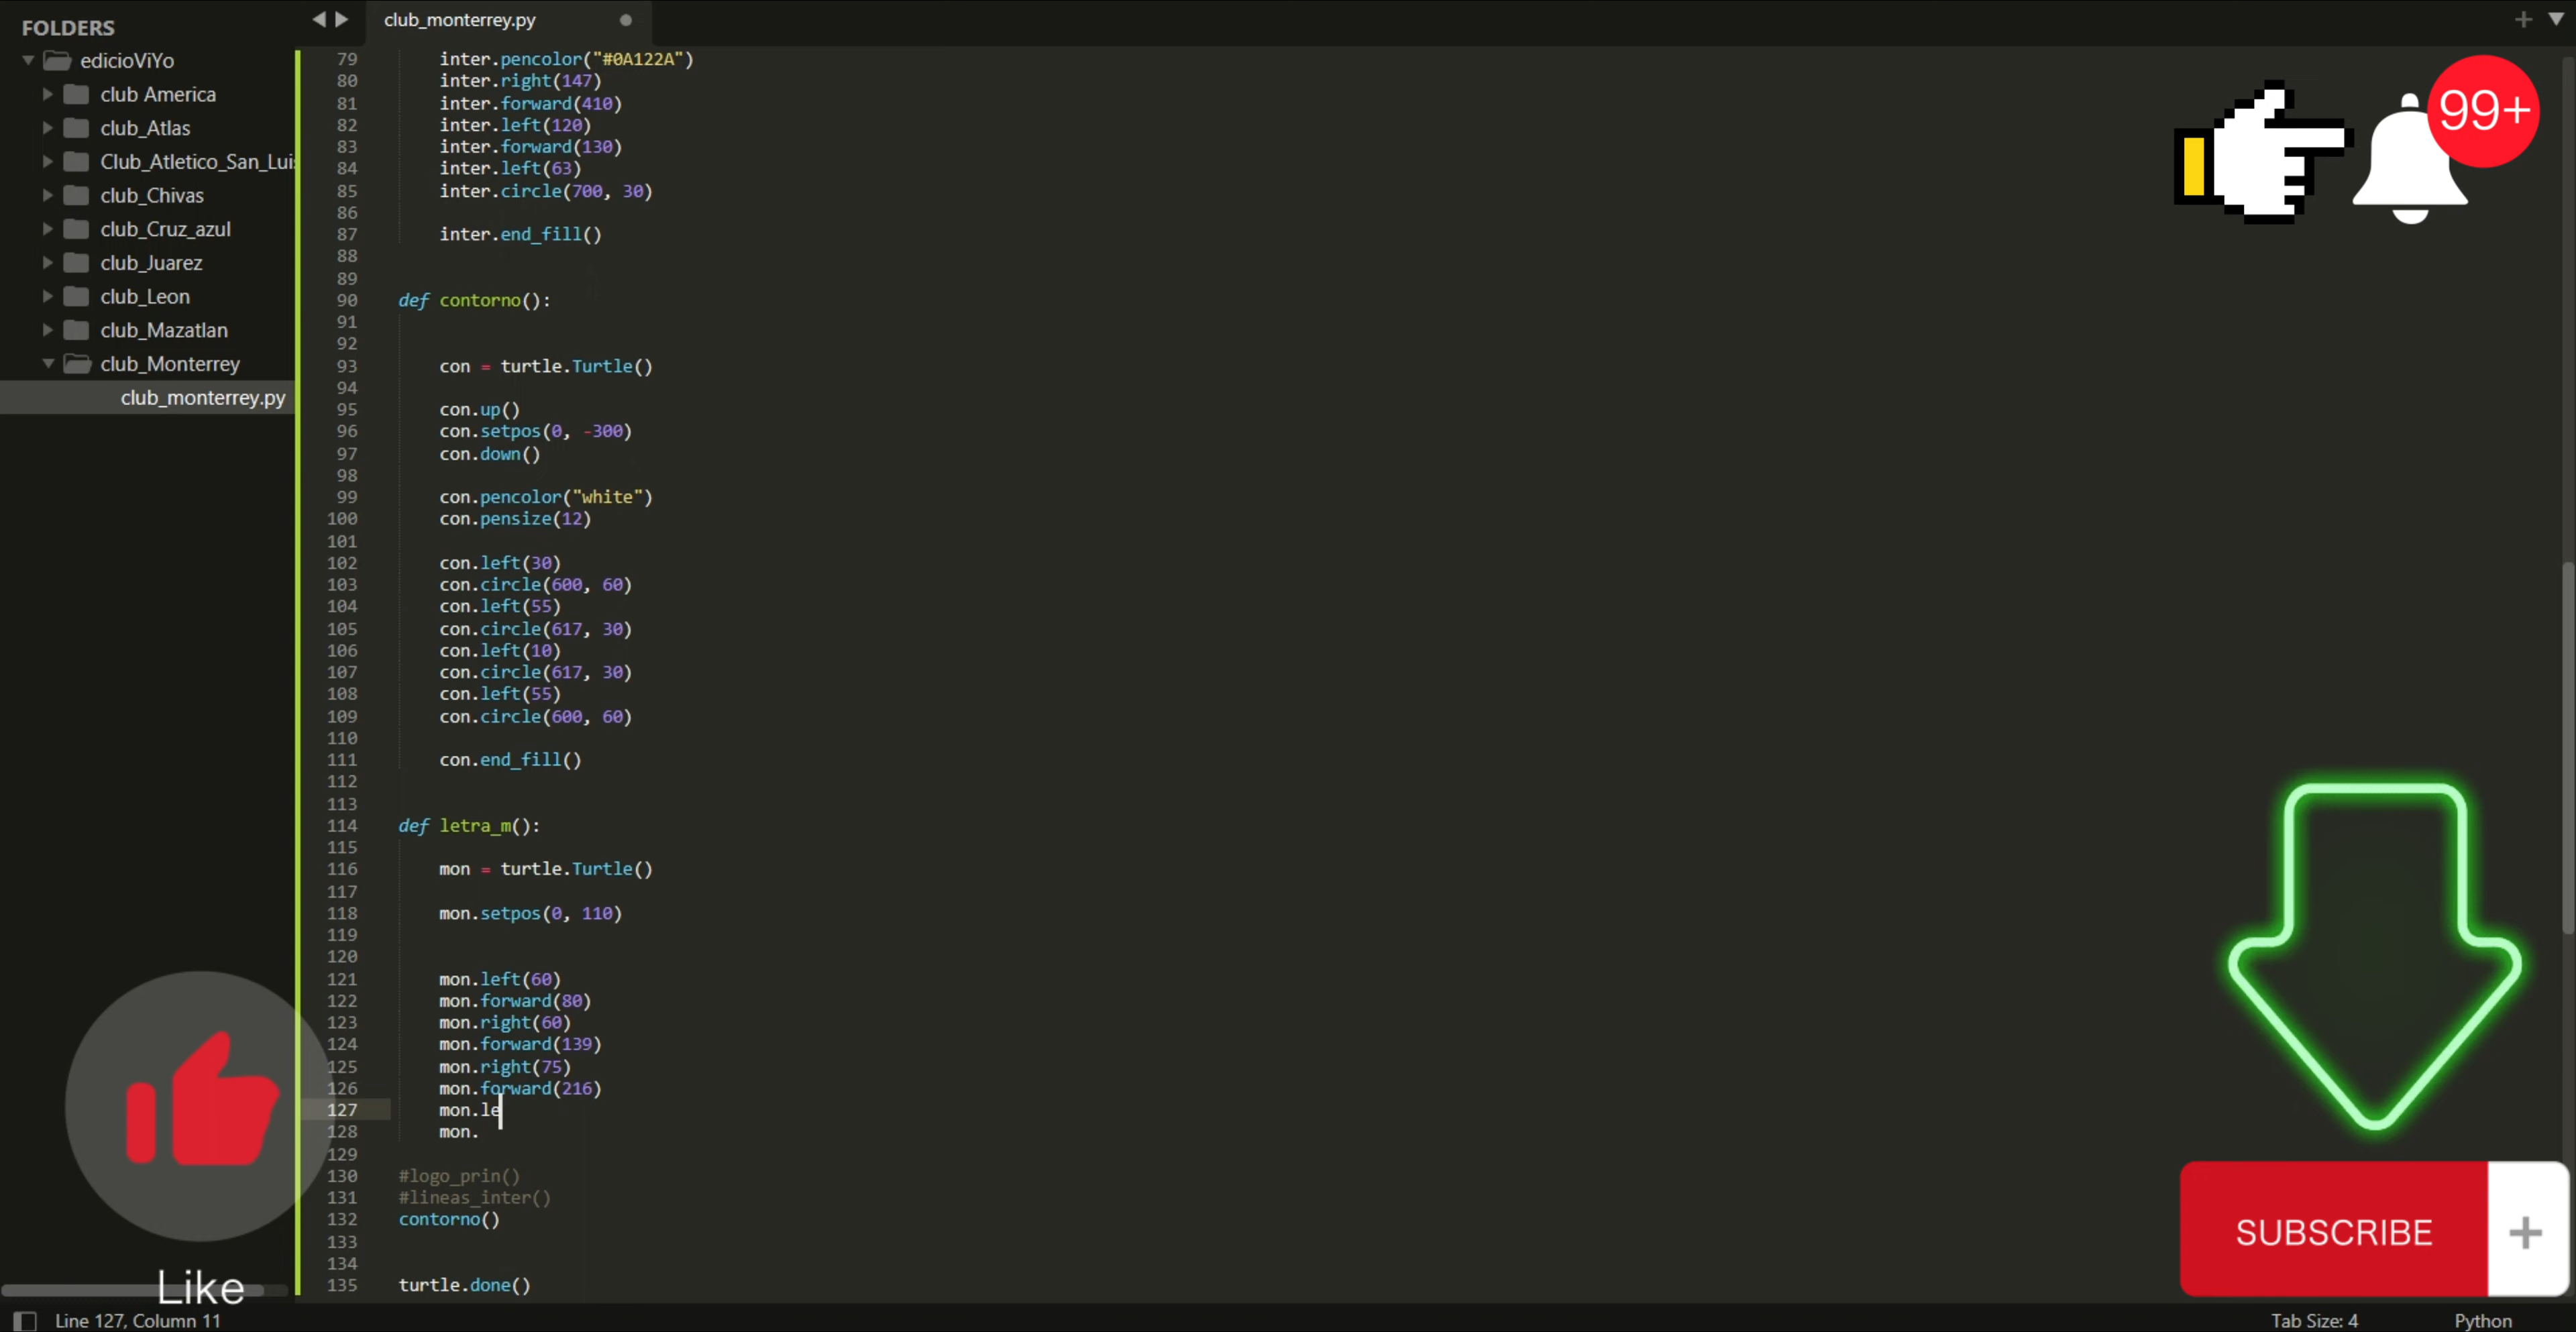 FOLDERS
edicioViYo
club America
club_Atlas
Club_Atletico_San_Luis
club_Chivas
club_Cruz_azul
club_Juarez
club_Leon
club_Mazatlan
club_Monterrey
club_monterrey.py
club_monterrey.py
79 inter.pencolor("#0A122A")
80 inter.right(147)
81 inter.forward(410)
82 inter.left(120)
83 inter.forward(130)
84 inter.left(63)
85 inter.circle(700, 30)
86
87 inter.end_fill()
88
89
90 def contorno():
91
92
93 con = turtle.Turtle()
94
95 con.up()
96 con.setpos(0, -300)
97 con.down()
98
99 con.pencolor("white")
100 con.pensize(12)
101
102 con.left(30)
103 con.circle(600, 60)
104 con.left(55)
105 con.circle(617, 30)
106 con.left(10)
107 con.circle(617, 30)
108 con.left(55)
109 con.circle(600, 60)
110
111 con.end_fill()
112
113
114 def letra_m():
115
116 mon = turtle.Turtle()
117
118 mon.setpos(0, 110)
119
120
121 mon.left(60)
122 mon.forward(80)
123 mon.right(60)
124 mon.forward(139)
125 mon.right(75)
126 mon.forward(216)
127 mon.le
128 mon.
129
130 #logo_prin()
131 #lineas_inter()
132 contorno()
133
134
135 turtle.done()
99+
Like
SUBSCRIBE +
Line 127, Column 11
Tab Size: 4
Python